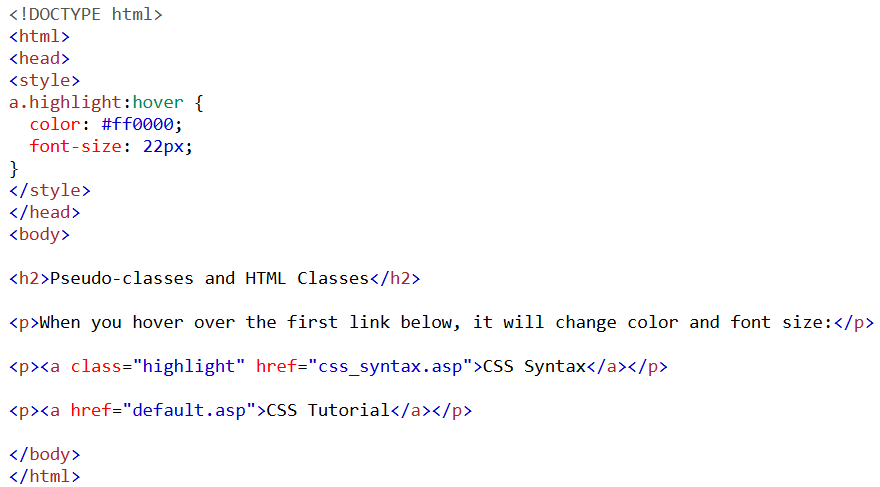 <!DOCTYPE html>
<html>
<head>
<style>
a.highlight:hover {
  color: #ff0000;
  font-size: 22px;
}
</style>
</head>
<body>

<h2>Pseudo-classes and HTML Classes</h2>

<p>When you hover over the first link below, it will change color and font size:</p>

<p><a class="highlight" href="css_syntax.asp">CSS Syntax</a></p>

<p><a href="default.asp">CSS Tutorial</a></p>

</body>
</html>